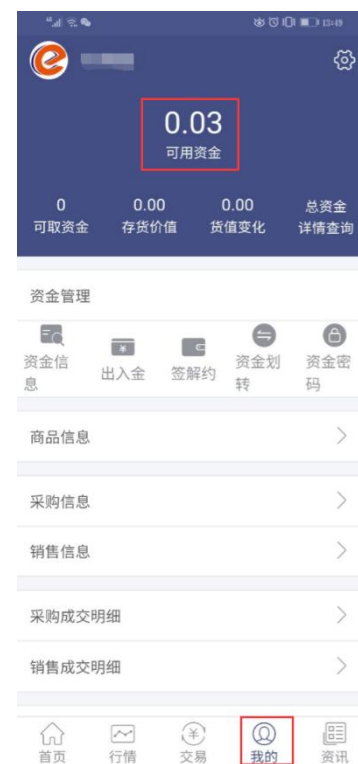 0.03
可用资金
0 0.00 0.00 总资金
可取资金 存货价值 货值变化 详情查询
资金管理
资金信息
出入金
签解约
资金划转
资金密码
商品信息
采购信息
销售信息
采购成交明细
销售成交明细
首页 行情 交易 我的 资讯